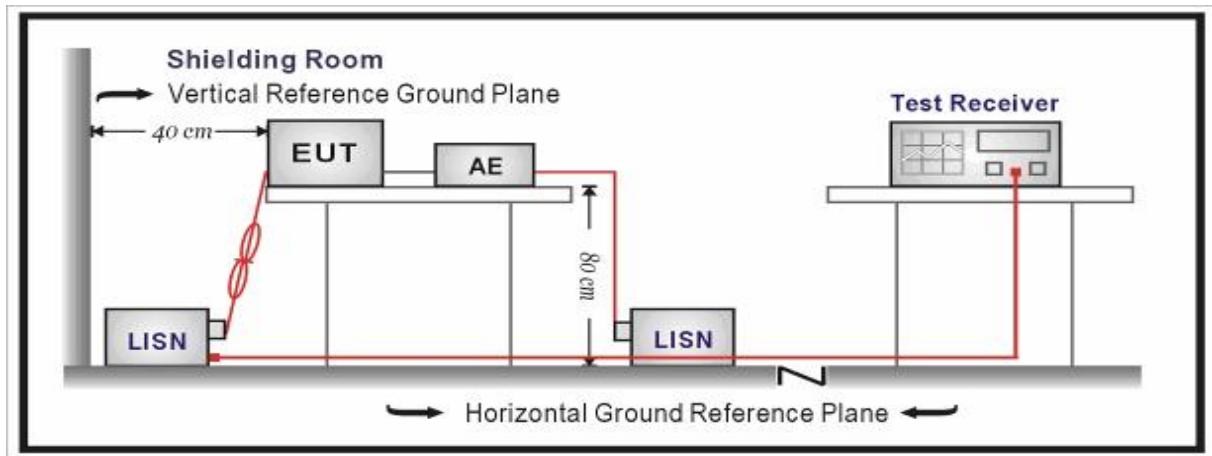 Shielding Room
Vertical Reference Ground Plane
40 cm
EUT
AE
Test Receiver
80 cm
LISN
LISN
Horizontal Ground Reference Plane